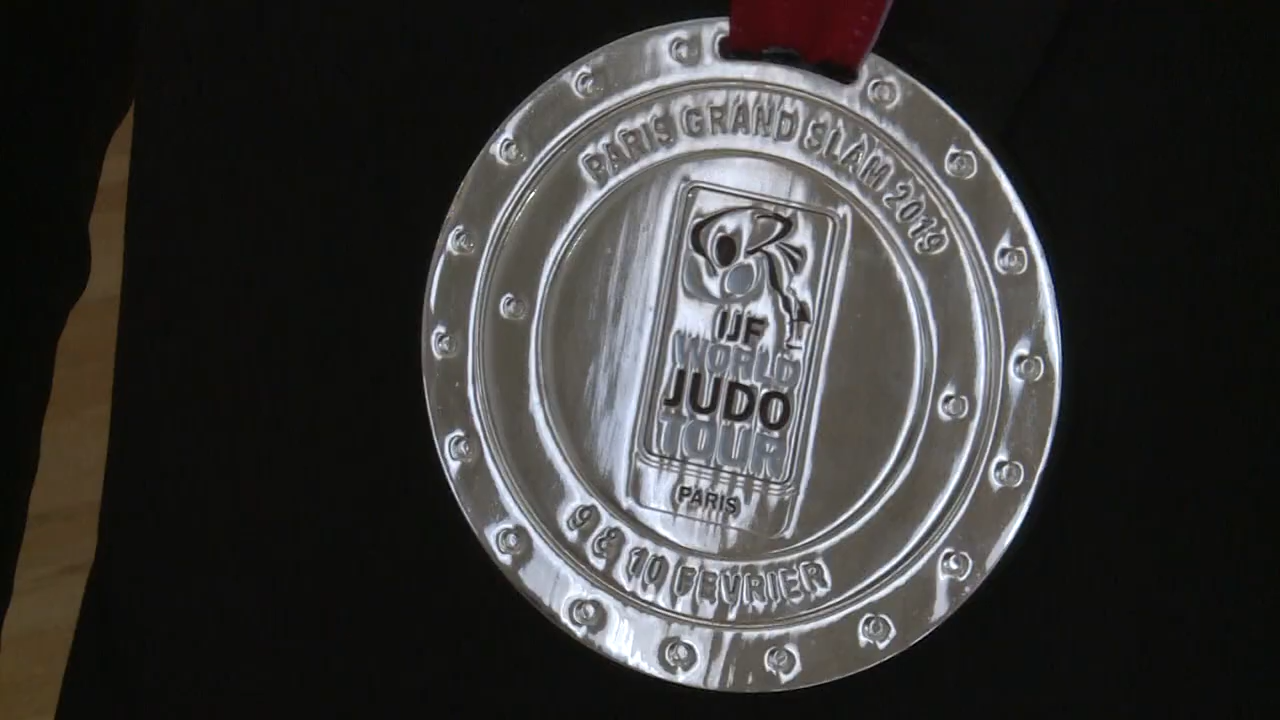 PARIS GRAND SLAM 2019
IJF
WORLD
JUDO
TOUR
PARIS
9 & 10 FEVRIER